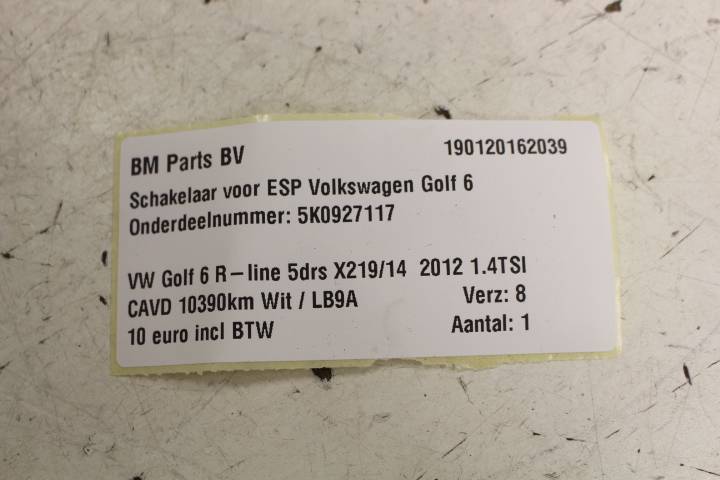 BM Parts BV 190120162039
Schakelaar voor ESP Volkswagen Golf 6
Onderdeelnummer: 5K0927117
VW Golf 6 R-line 5drs X219/14 2012 1.4TSI
CAVD 10390km Wit / LB9A Verz: 8
10 euro incl BTW Aantal: 1